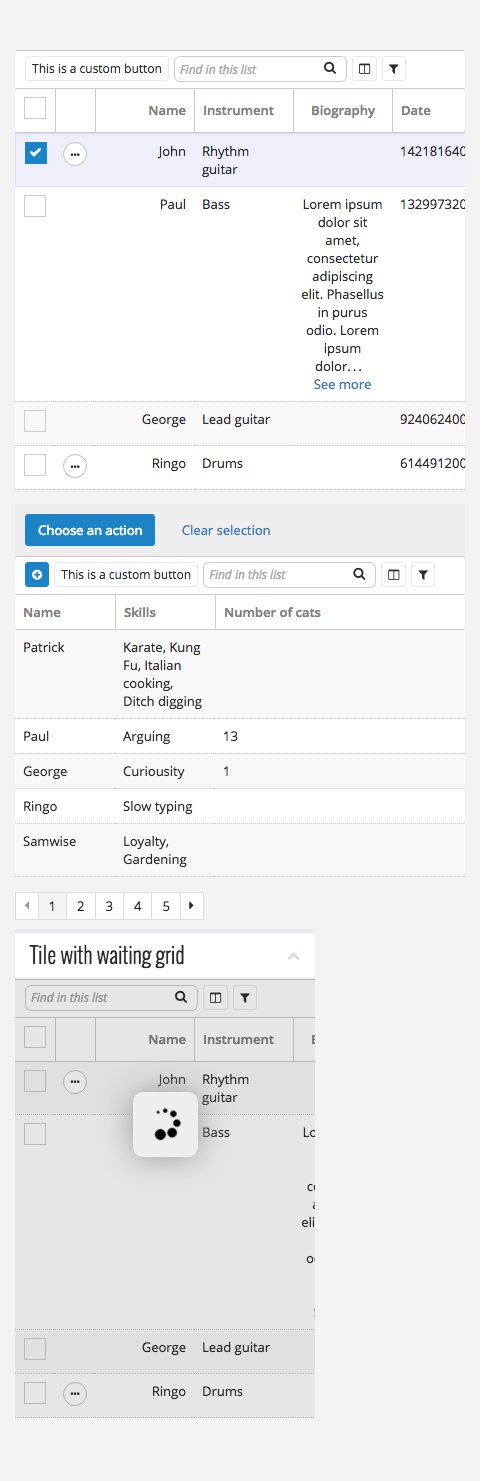 This is a custom button Find in this list
Name Instrument Biography Date
John Rhythm guitar 142181640
Paul Bass Lorem ipsum 132997320
dolor sit
amet,
consectetur
adipiscing
elit. Phasellus
in purus
odio. Lorem
ipsum
dolor...
See more
George Lead guitar 924062400
Ringo Drums 614491200
Choose an action Clear selection
This is a custom button Find in this list
Name Skills Number of cats
Patrick Karate, Kung
Fu, Italian
cooking,
Ditch digging
Paul Arguing 13
George Curiousity 1
Ringo Slow typing
Samwise Loyalty,
Gardening
1 2 3 4 5
Tile with waiting grid
Find in this list
Name Instrument
John Rhythm
guitar
Bass
George Lead guitar
Ringo Drums